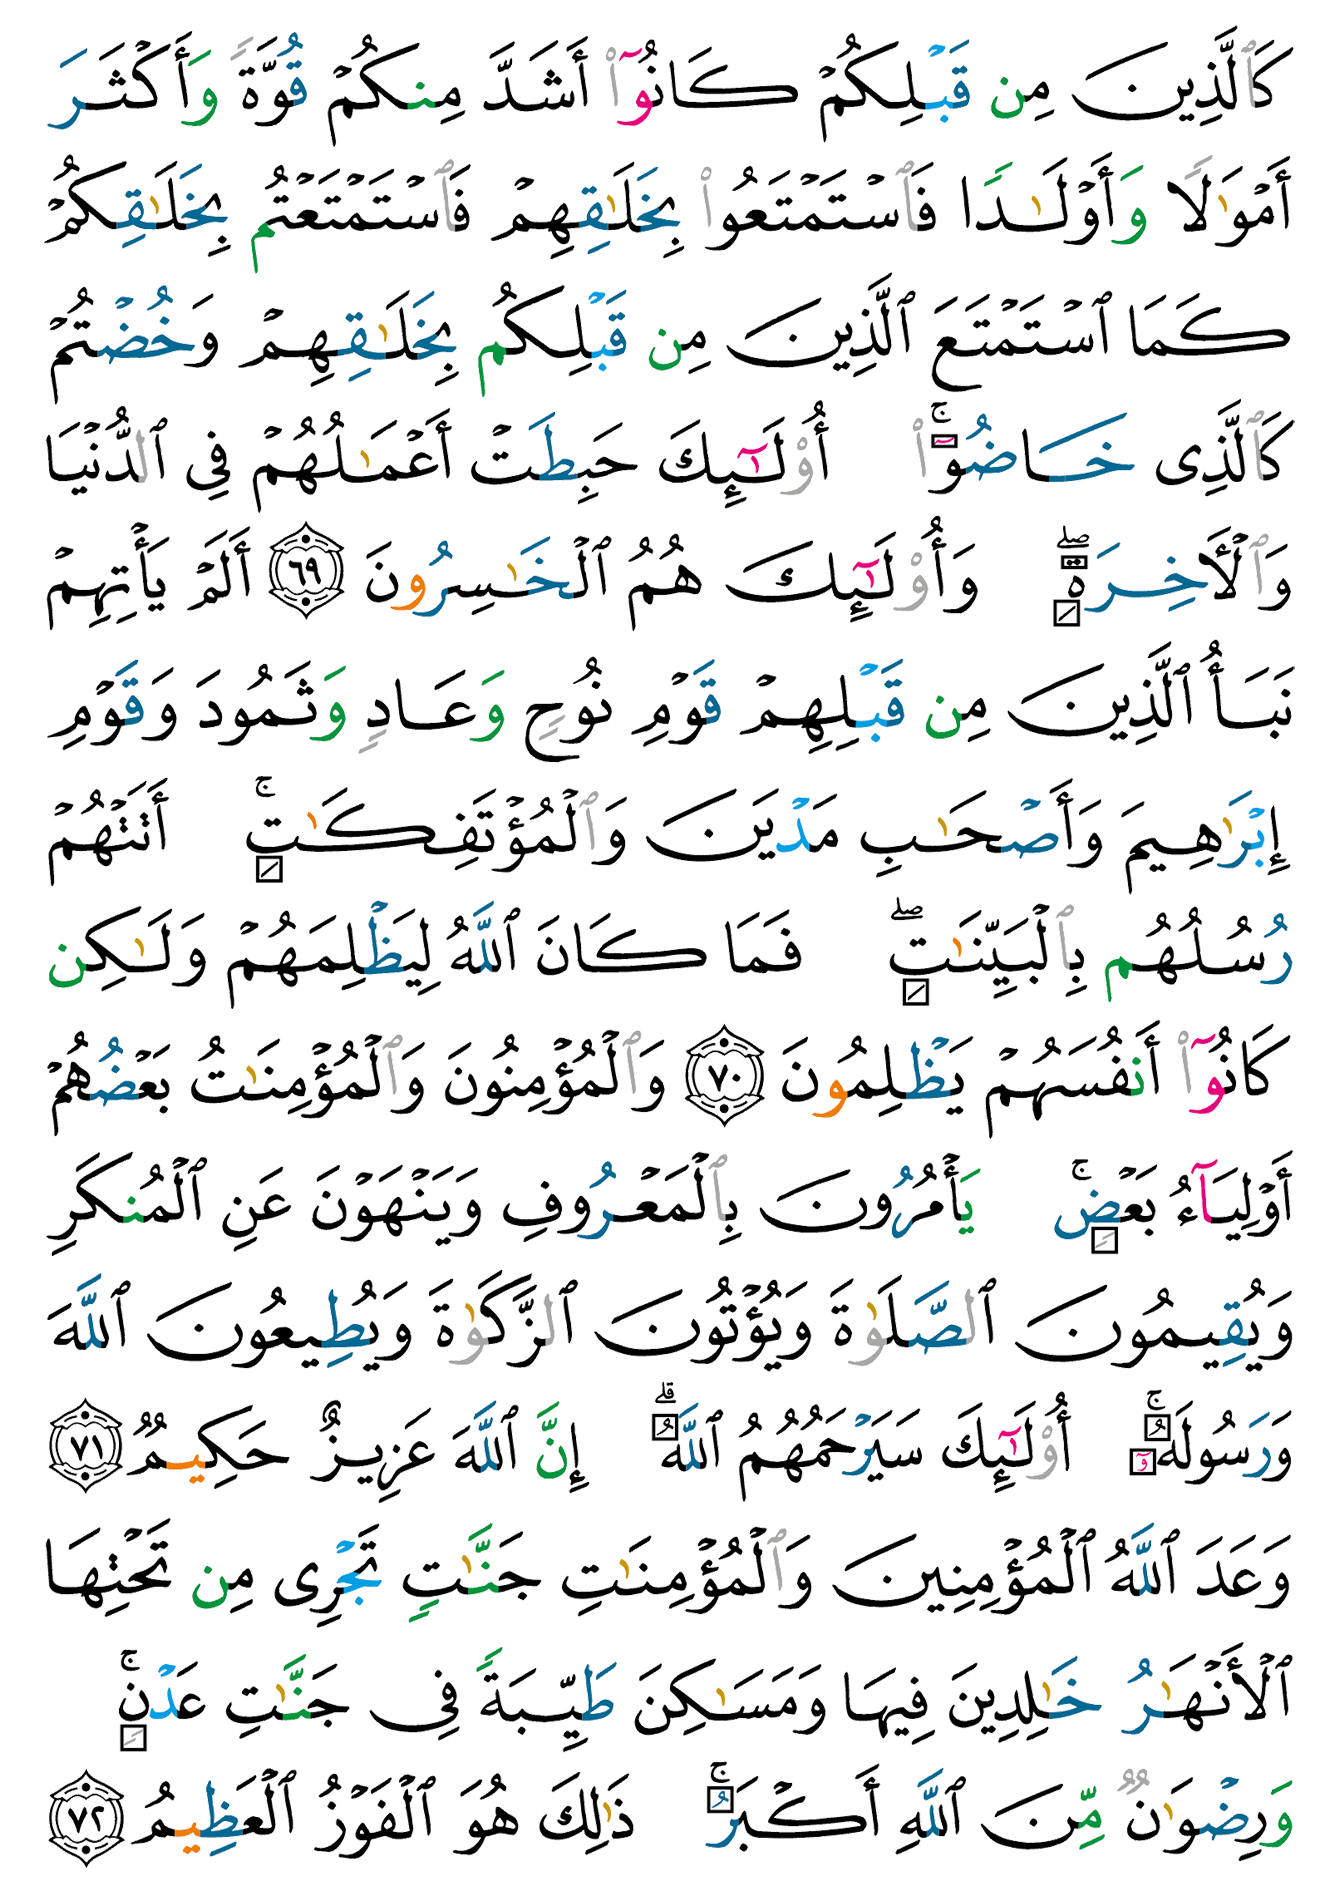 كَٱلَّذِينَ مِن قَبْلِكُمْ كَانُوٓا۟ أَشَدَّ مِنكُمْ قُوَّةً وَأَكْثَرَ
أَمْوَٰلًا وَأَوْلَـٰدًا فَٱسْتَمْتَعُوا۟ بِخَلَـٰقِهِمْ فَٱسْتَمْتَعْتُم بِخَلَـٰقِكُمْ
كَمَا ٱسْتَمْتَعَ ٱلَّذِينَ مِن قَبْلِكُم بِخَلَـٰقِهِمْ وَخُضْتُمْ
كَٱلَّذِى خَاضُوٓا۟ ۚ أُو۟لَـٰٓئِكَ حَبِطَتْ أَعْمَـٰلُهُمْ فِى ٱلدُّنْيَا
وَٱلْـَٔاخِرَةِ ۖ وَأُو۟لَـٰٓئِكَ هُمُ ٱلْخَـٰسِرُونَ ٦٩ أَلَمْ يَأْتِهِمْ
نَبَأُ ٱلَّذِينَ مِن قَبْلِهِمْ قَوْمِ نُوحٍ وَعَادٍ وَثَمُودَ وَقَوْمِ
إِبْرَٰهِيمَ وَأَصْحَـٰبِ مَدْيَنَ وَٱلْمُؤْتَفِكَـٰتِ ۚ أَتَتْهُمْ
رُسُلُهُم بِٱلْبَيِّنَـٰتِ ۖ فَمَا كَانَ ٱللَّهُ لِيَظْلِمَهُمْ وَلَـٰكِن
كَانُوٓا۟ أَنفُسَهُمْ يَظْلِمُونَ ٧٠ وَٱلْمُؤْمِنُونَ وَٱلْمُؤْمِنَـٰتُ بَعْضُهُمْ
أَوْلِيَآءُ بَعْضٍ ۚ يَأْمُرُونَ بِٱلْمَعْرُوفِ وَيَنْهَوْنَ عَنِ ٱلْمُنكَرِ
وَيُقِيمُونَ ٱلصَّلَوٰةَ وَيُؤْتُونَ ٱلزَّكَوٰةَ وَيُطِيعُونَ ٱللَّهَ
وَرَسُولَهُۥٓ ۚ أُو۟لَـٰٓئِكَ سَيَرْحَمُهُمُ ٱللَّهُ ۗ إِنَّ ٱللَّهَ عَزِيزٌ حَكِيمٌ ٧١
وَعَدَ ٱللَّهُ ٱلْمُؤْمِنِينَ وَٱلْمُؤْمِنَـٰتِ جَنَّـٰتٍ تَجْرِى مِن تَحْتِهَا
ٱلْأَنْهَـٰرُ خَـٰلِدِينَ فِيهَا وَمَسَـٰكِنَ طَيِّبَةً فِى جَنَّـٰتِ عَدْنٍ ۚ
وَرِضْوَٰنٌ مِّنَ ٱللَّهِ أَكْبَرُ ۚ ذَٰلِكَ هُوَ ٱلْفَوْزُ ٱلْعَظِيمُ ٧٢